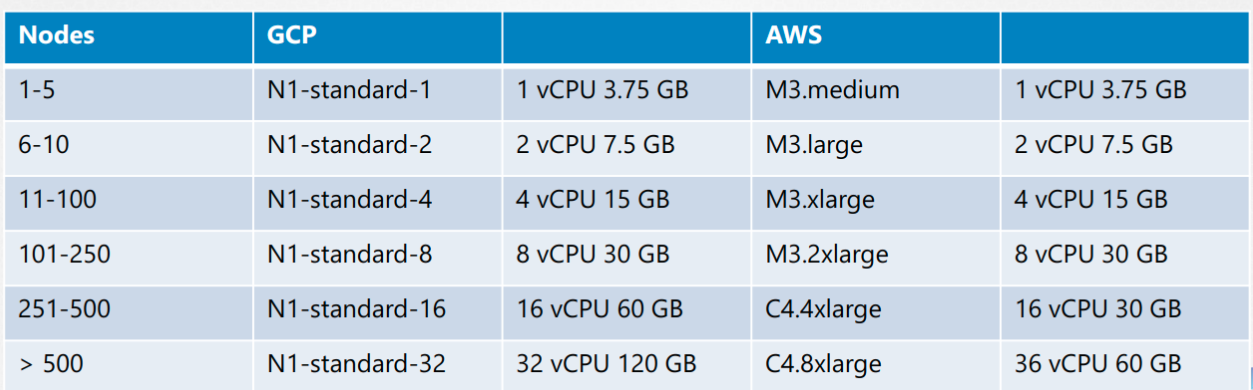 Nodes GCP AWS
1-5 N1-standard-1 1 vCPU 3.75 GB M3.medium 1 vCPU 3.75 GB
6-10 N1-standard-2 2 vCPU 7.5 GB M3.large 2 vCPU 7.5 GB
11-100 N1-standard-4 4 vCPU 15 GB M3.xlarge 4 vCPU 15 GB
101-250 N1-standard-8 8 vCPU 30 GB M3.2xlarge 8 vCPU 30 GB
251-500 N1-standard-16 16 vCPU 60 GB C4.4xlarge 16 vCPU 30 GB
> 500 N1-standard-32 32 vCPU 120 GB C4.8xlarge 36 vCPU 60 GB